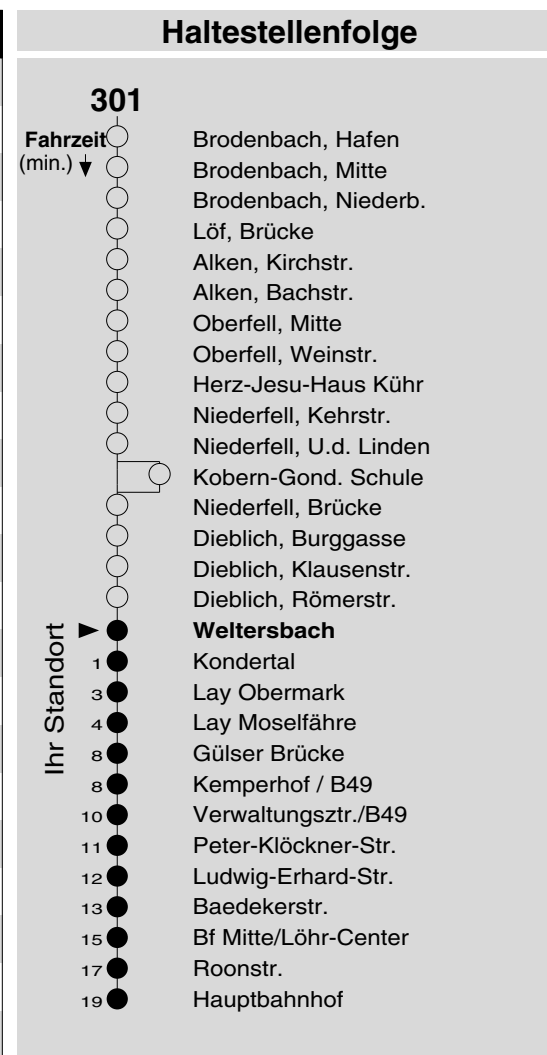 Haltestellenfolge
301
Fahrzeit
(min.)
Brodenbach, Hafen
Brodenbach, Mitte
Brodenbach, Niederb.
Löf, Brücke
Alken, Kirchstr.
Alken, Bachstr.
Oberfell, Mitte
Oberfell, Weinstr.
Herz-Jesu-Haus Kühr
Niederfell, Kehrstr.
Niederfell, U.d. Linden
Kobern-Gond. Schule
Niederfell, Brücke
Dieblich, Burggasse
Dieblich, Klausenstr.
Dieblich, Römerstr.
Ihr Standort
Weltersbach
1 Kondertal
3 Lay Obermark
4 Lay Moselfähre
8 Gülser Brücke
8 Kemperhof / B49
10 Verwaltungsztr./B49
11 Peter-Klöckner-Str.
12 Ludwig-Erhard-Str.
13 Baedekerstr.
15 Bf Mitte/Löhr-Center
17 Roonstr.
19 Hauptbahnhof